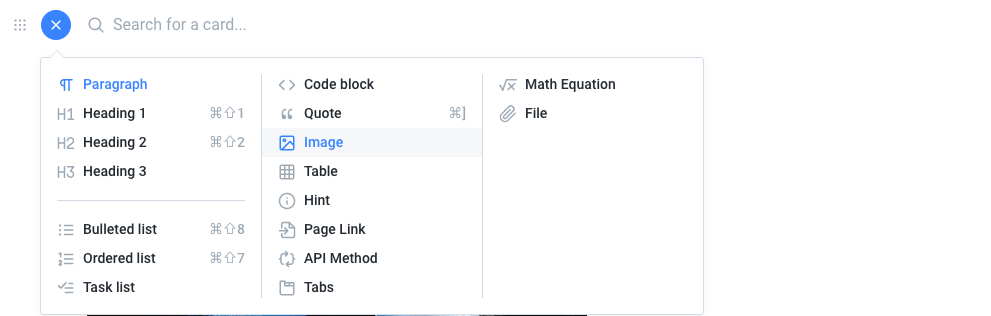 Search for a card...
Paragraph
H1 Heading 1 ⌘⇧1
H2 Heading 2 ⌘⇧2
H3 Heading 3
Bulleted list ⌘⇧8
Ordered list ⌘⇧7
Task list
Code block
Quote ⌘]
Image
Table
Hint
Page Link
API Method
Tabs
Math Equation
File